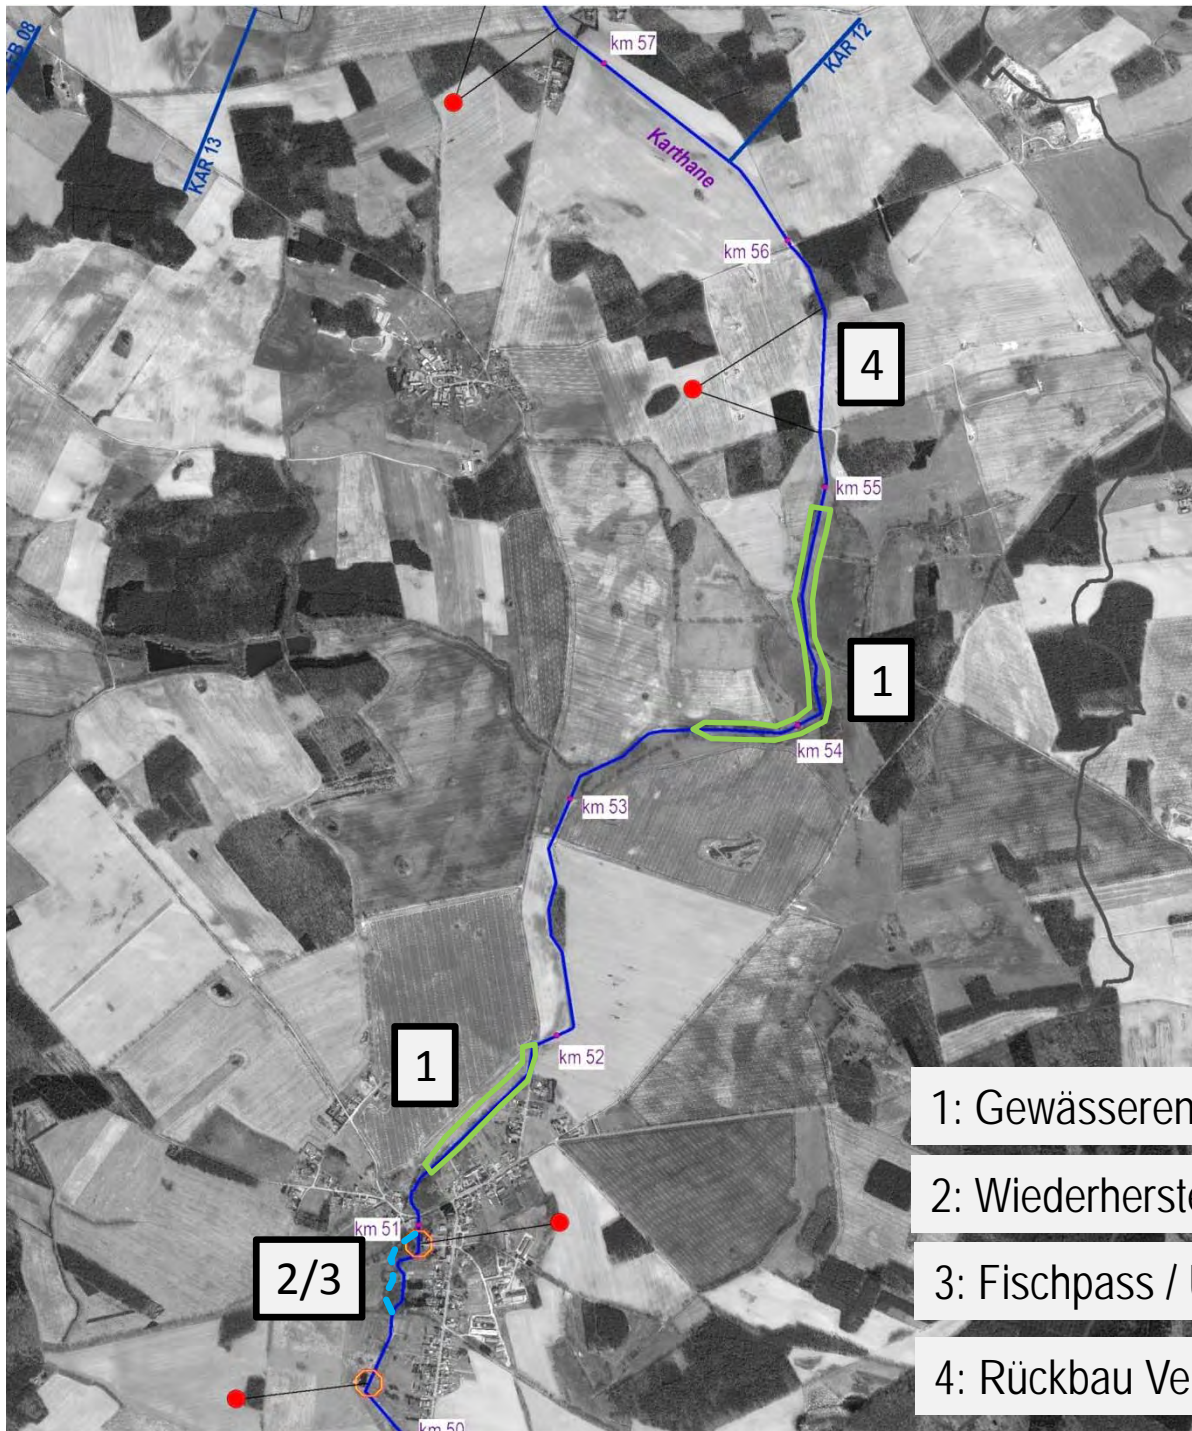 km 57
KAR 12
KAR 13
Karthane
km 56
4
km 55
1
km 54
km 53
1
km 52
km 51
2/3
km 50
1: Gewässeren
2: Wiederherste
3: Fischpass /
4: Rückbau Ve